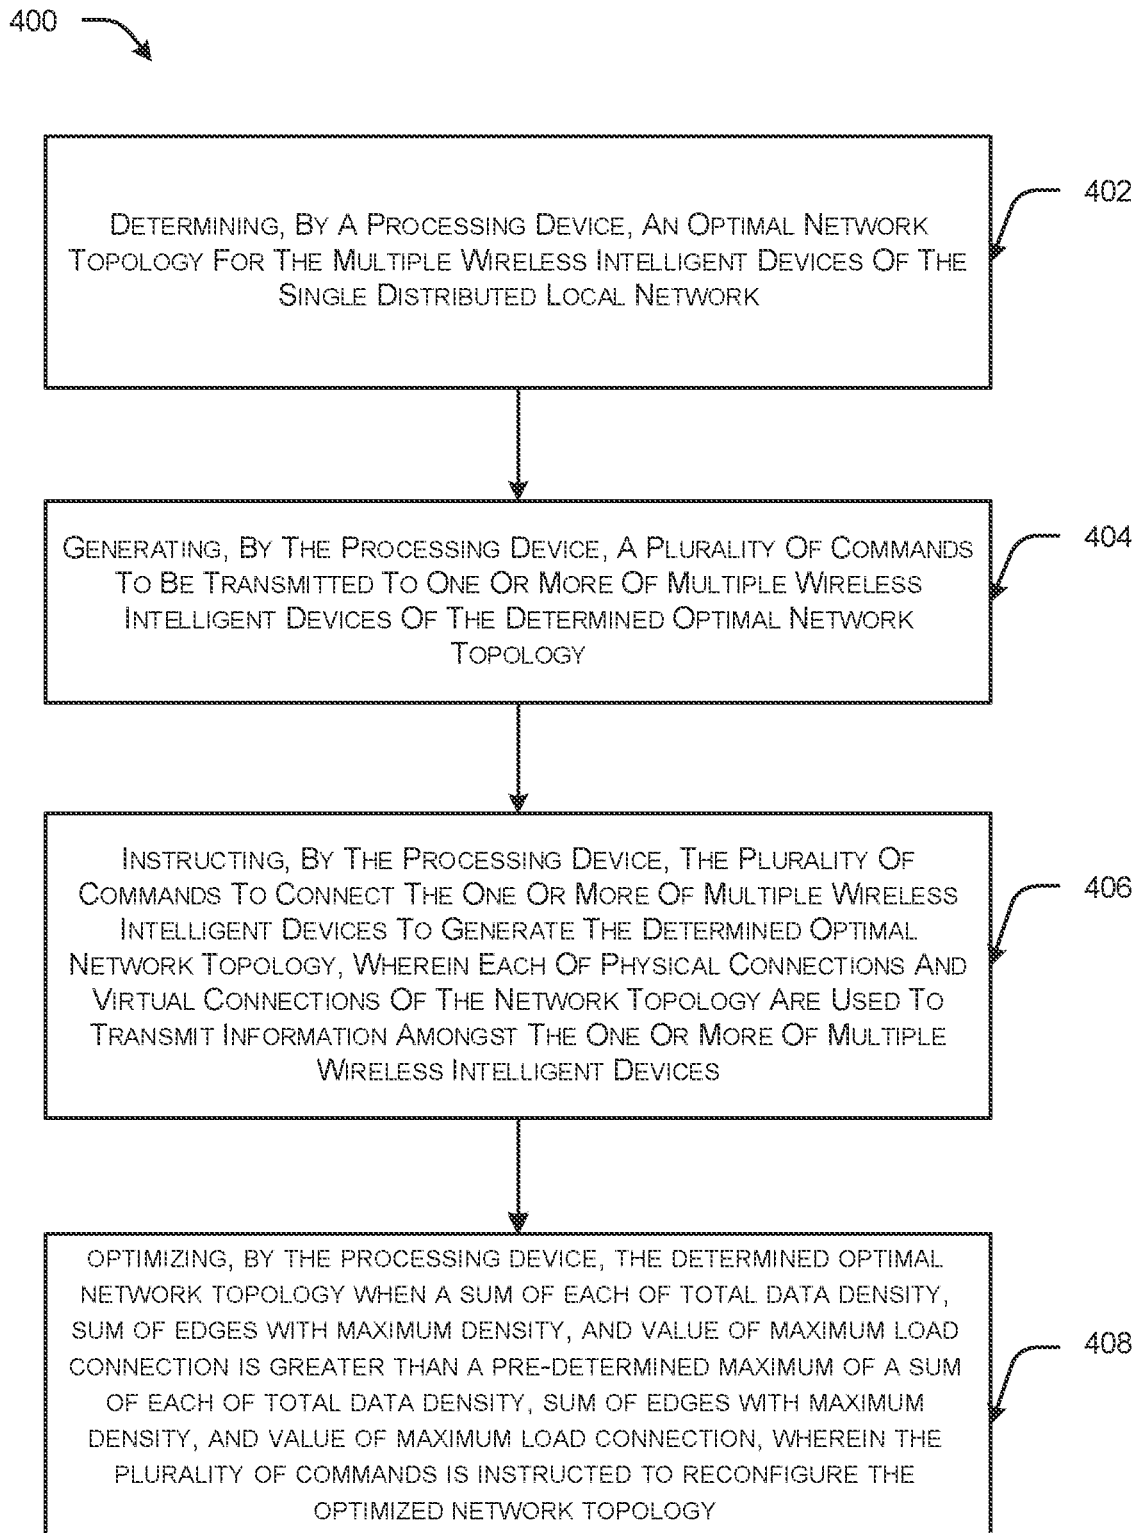 400
DETERMINING, BY A PROCESSING DEVICE, AN OPTIMAL NETWORK
TOPOLOGY FOR THE MULTIPLE WIRELESS INTELLIGENT DEVICES OF THE
SINGLE DISTRIBUTED LOCAL NETWORK
402
GENERATING, BY THE PROCESSING DEVICE, A PLURALITY OF COMMANDS
TO BE TRANSMITTED TO ONE OR MORE OF MULTIPLE WIRELESS
INTELLIGENT DEVICES OF THE DETERMINED OPTIMAL NETWORK
TOPOLOGY
404
INSTRUCTING, BY THE PROCESSING DEVICE, THE PLURALITY OF
COMMANDS TO CONNECT THE ONE OR MORE OF MULTIPLE WIRELESS
INTELLIGENT DEVICES TO GENERATE THE DETERMINED OPTIMAL
NETWORK TOPOLOGY, WHEREIN EACH OF PHYSICAL CONNECTIONS AND
VIRTUAL CONNECTIONS OF THE NETWORK TOPOLOGY ARE USED TO
TRANSMIT INFORMATION AMONGST THE ONE OR MORE OF MULTIPLE
WIRELESS INTELLIGENT DEVICES
406
OPTIMIZING, BY THE PROCESSING DEVICE, THE DETERMINED OPTIMAL
NETWORK TOPOLOGY WHEN A SUM OF EACH OF TOTAL DATA DENSITY,
SUM OF EDGES WITH MAXIMUM DENSITY, AND VALUE OF MAXIMUM LOAD
CONNECTION IS GREATER THAN A PRE-DETERMINED MAXIMUM OF A SUM
OF EACH OF TOTAL DATA DENSITY, SUM OF EDGES WITH MAXIMUM
DENSITY, AND VALUE OF MAXIMUM LOAD CONNECTION, WHEREIN THE
PLURALITY OF COMMANDS IS INSTRUCTED TO RECONFIGURE THE
OPTIMIZED NETWORK TOPOLOGY
408